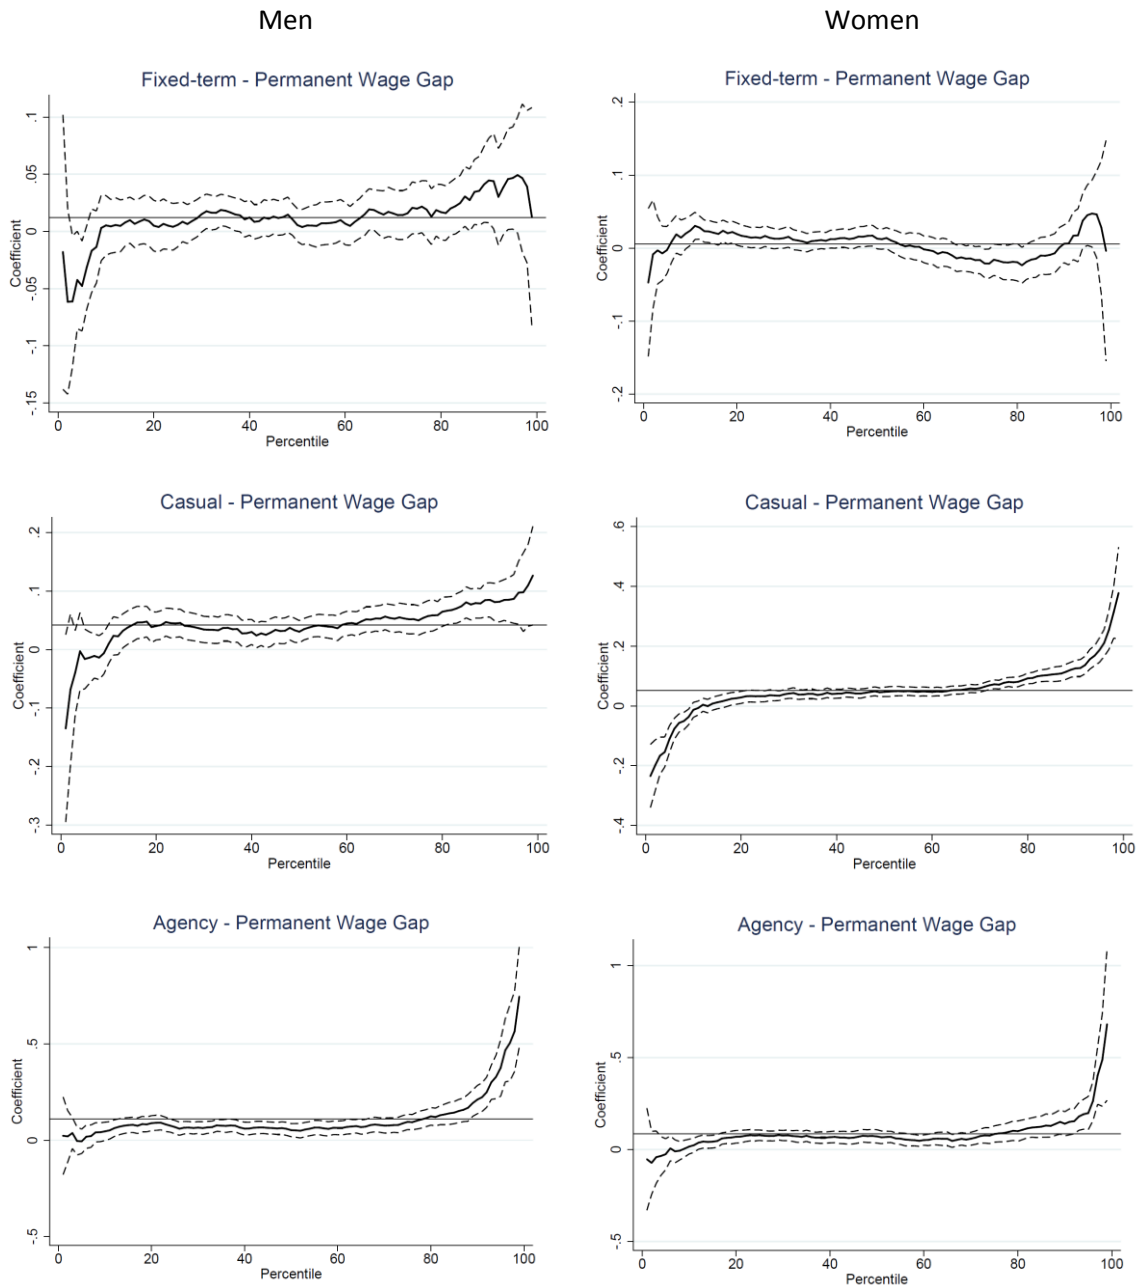 Men
Women
Fixed-term - Permanent Wage Gap
Coefficient
.1
.05
0
-.05
-.1
-.15
0 20 40 60 80 100
Percentile
Fixed-term - Permanent Wage Gap
Coefficient
.2
.1
0
-.1
-.2
0 20 40 60 80 100
Percentile
Casual - Permanent Wage Gap
Coefficient
.2
.1
0
-.1
-.2
-.3
0 20 40 60 80 100
Percentile
Casual - Permanent Wage Gap
Coefficient
.6
.4
.2
0
-.2
-.4
0 20 40 60 80 100
Percentile
Agency - Permanent Wage Gap
Coefficient
1
.5
0
-.5
0 20 40 60 80 100
Percentile
Agency - Permanent Wage Gap
Coefficient
1
.5
0
-.5
0 20 40 60 80 100
Percentile